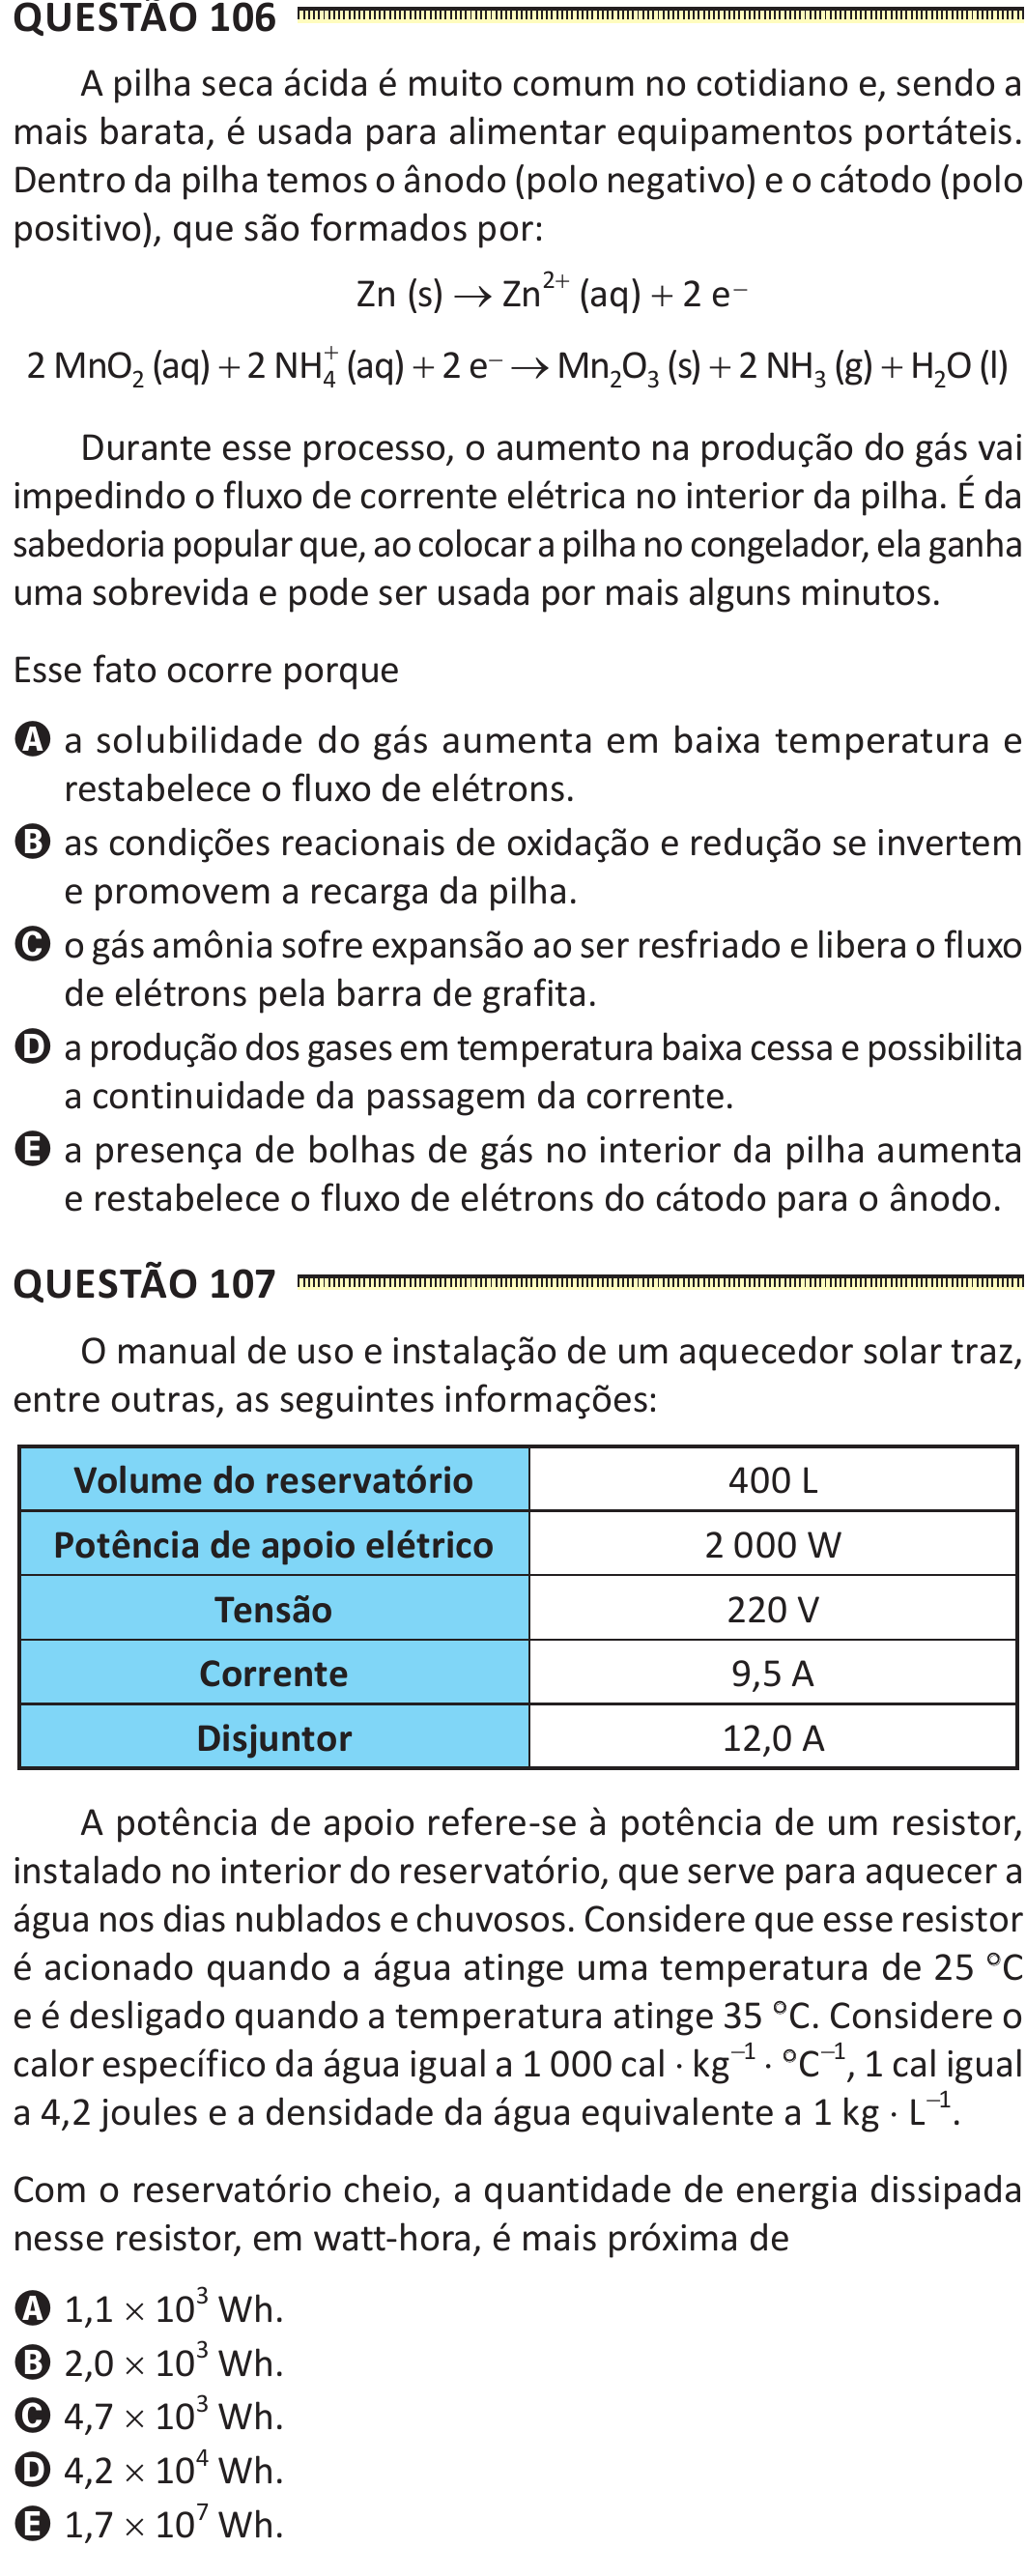 QUESTÃO 106
A pilha seca ácida é muito comum no cotidiano e, sendo a
mais barata, é usada para alimentar equipamentos portáteis.
Dentro da pilha temos o ânodo (polo negativo) e o cátodo (polo
positivo), que são formados por:
Zn (s) → Zn²⁺ (aq) + 2 e⁻
2 MnO₂ (aq) + 2 NH₄⁺ (aq) + 2 e⁻ → Mn₂O₃ (s) + 2 NH₃ (g) + H₂O (l)
Durante esse processo, o aumento na produção do gás vai
impedindo o fluxo de corrente elétrica no interior da pilha. É da
sabedoria popular que, ao colocar a pilha no congelador, ela ganha
uma sobrevida e pode ser usada por mais alguns minutos.
Esse fato ocorre porque
A a solubilidade do gás aumenta em baixa temperatura e
restabelece o fluxo de elétrons.
B as condições reacionais de oxidação e redução se invertem
e promovem a recarga da pilha.
C o gás amônia sofre expansão ao ser resfriado e libera o fluxo
de elétrons pela barra de grafita.
D a produção dos gases em temperatura baixa cessa e possibilita
a continuidade da passagem da corrente.
E a presença de bolhas de gás no interior da pilha aumenta
e restabelece o fluxo de elétrons do cátodo para o ânodo.
QUESTÃO 107
O manual de uso e instalação de um aquecedor solar traz,
entre outras, as seguintes informações:
Volume do reservatório 400 L
Potência de apoio elétrico 2 000 W
Tensão 220 V
Corrente 9,5 A
Disjuntor 12,0 A
A potência de apoio refere-se à potência de um resistor,
instalado no interior do reservatório, que serve para aquecer a
água nos dias nublados e chuvosos. Considere que esse resistor
é acionado quando a água atinge uma temperatura de 25 °C
e é desligado quando a temperatura atinge 35 °C. Considere o
calor específico da água igual a 1 000 cal · kg⁻¹ · °C⁻¹, 1 cal igual
a 4,2 joules e a densidade da água equivalente a 1 kg · L⁻¹.
Com o reservatório cheio, a quantidade de energia dissipada
nesse resistor, em watt-hora, é mais próxima de
A 1,1 × 10³ Wh.
B 2,0 × 10³ Wh.
C 4,7 × 10³ Wh.
D 4,2 × 10⁴ Wh.
E 1,7 × 10⁷ Wh.